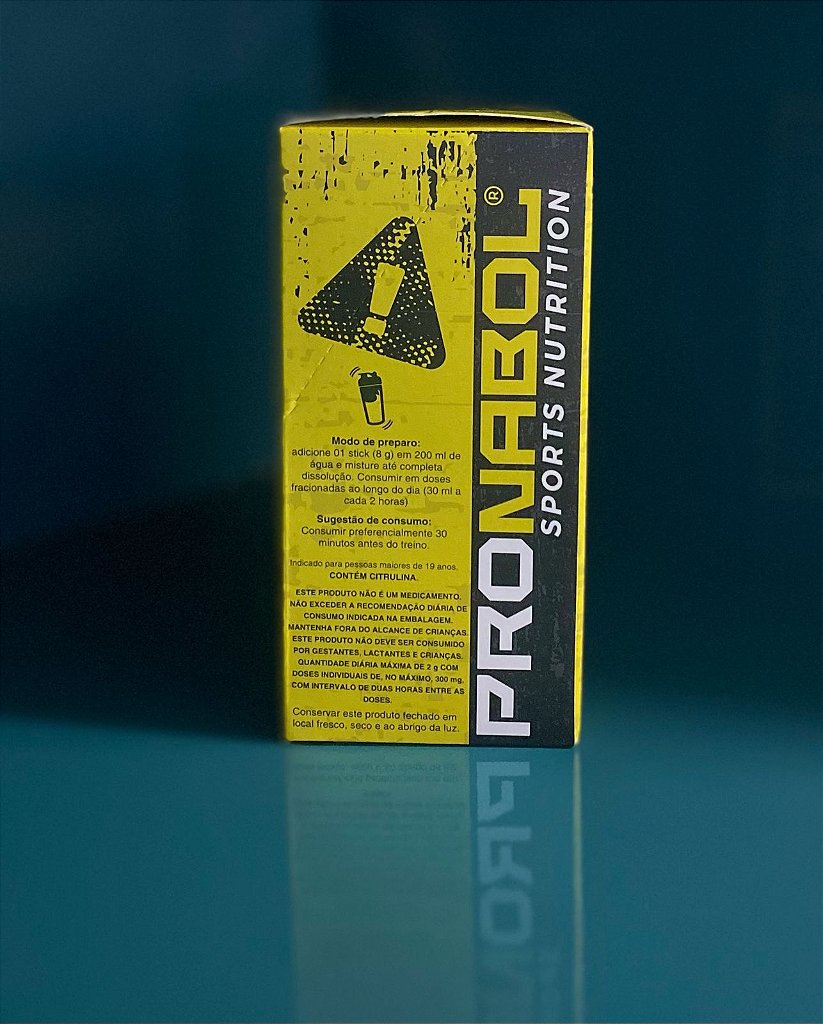 Modo de preparo:
adicione 01 stick (8 g) em 200 ml de
água e misture até completa
dissolução. Consumir em doses
fracionadas ao longo do dia (30 ml a
cada 2 horas)
Sugestão de consumo:
Consumir preferencialmente 30
minutos antes do treino.
Indicado para pessoas maiores de 19 anos.
CONTÉM CITRULINA.
ESTE PRODUTO NÃO É UM MEDICAMENTO.
NÃO EXCEDER A RECOMENDAÇÃO DIÁRIA DE
CONSUMO INDICADA NA EMBALAGEM.
MANTENHA FORA DO ALCANCE DE CRIANÇAS.
ESTE PRODUTO NÃO DEVE SER CONSUMIDO
POR GESTANTES, LACTANTES E CRIANÇAS.
QUANTIDADE DIÁRIA MÁXIMA DE 2 g COM
DOSES INDIVIDUAIS DE, NO MÁXIMO, 300 mg,
COM INTERVALO DE DUAS HORAS ENTRE AS
DOSES.
Conservar este produto fechado em
local fresco, seco e ao abrigo da luz.
PRONABOL®
SPORTS NUTRITION